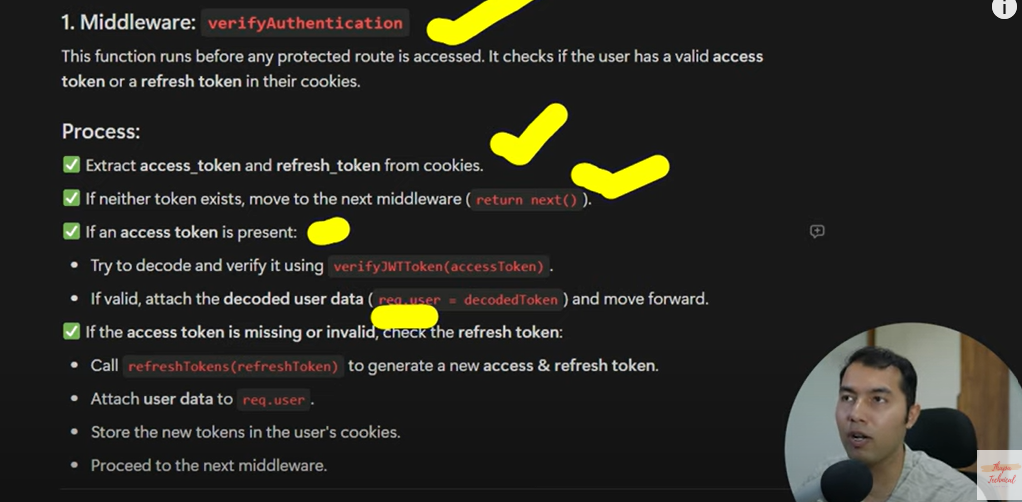 1. Middleware: verifyAuthentication
This function runs before any protected route is accessed. It checks if the user has a valid access
token or a refresh token in their cookies.
Process:
✅ Extract access_token and refresh_token from cookies.
✅ If neither token exists, move to the next middleware ( return next() ).
✅ If an access token is present:
• Try to decode and verify it using verifyJWTToken(accessToken) .
• If valid, attach the decoded user data ( req.user = decodedToken ) and move forward.
✅ If the access token is missing or invalid, check the refresh token:
• Call refreshTokens(refreshToken) to generate a new access & refresh token.
• Attach user data to req.user .
• Store the new tokens in the user's cookies.
• Proceed to the next middleware.
Thapa
Technical